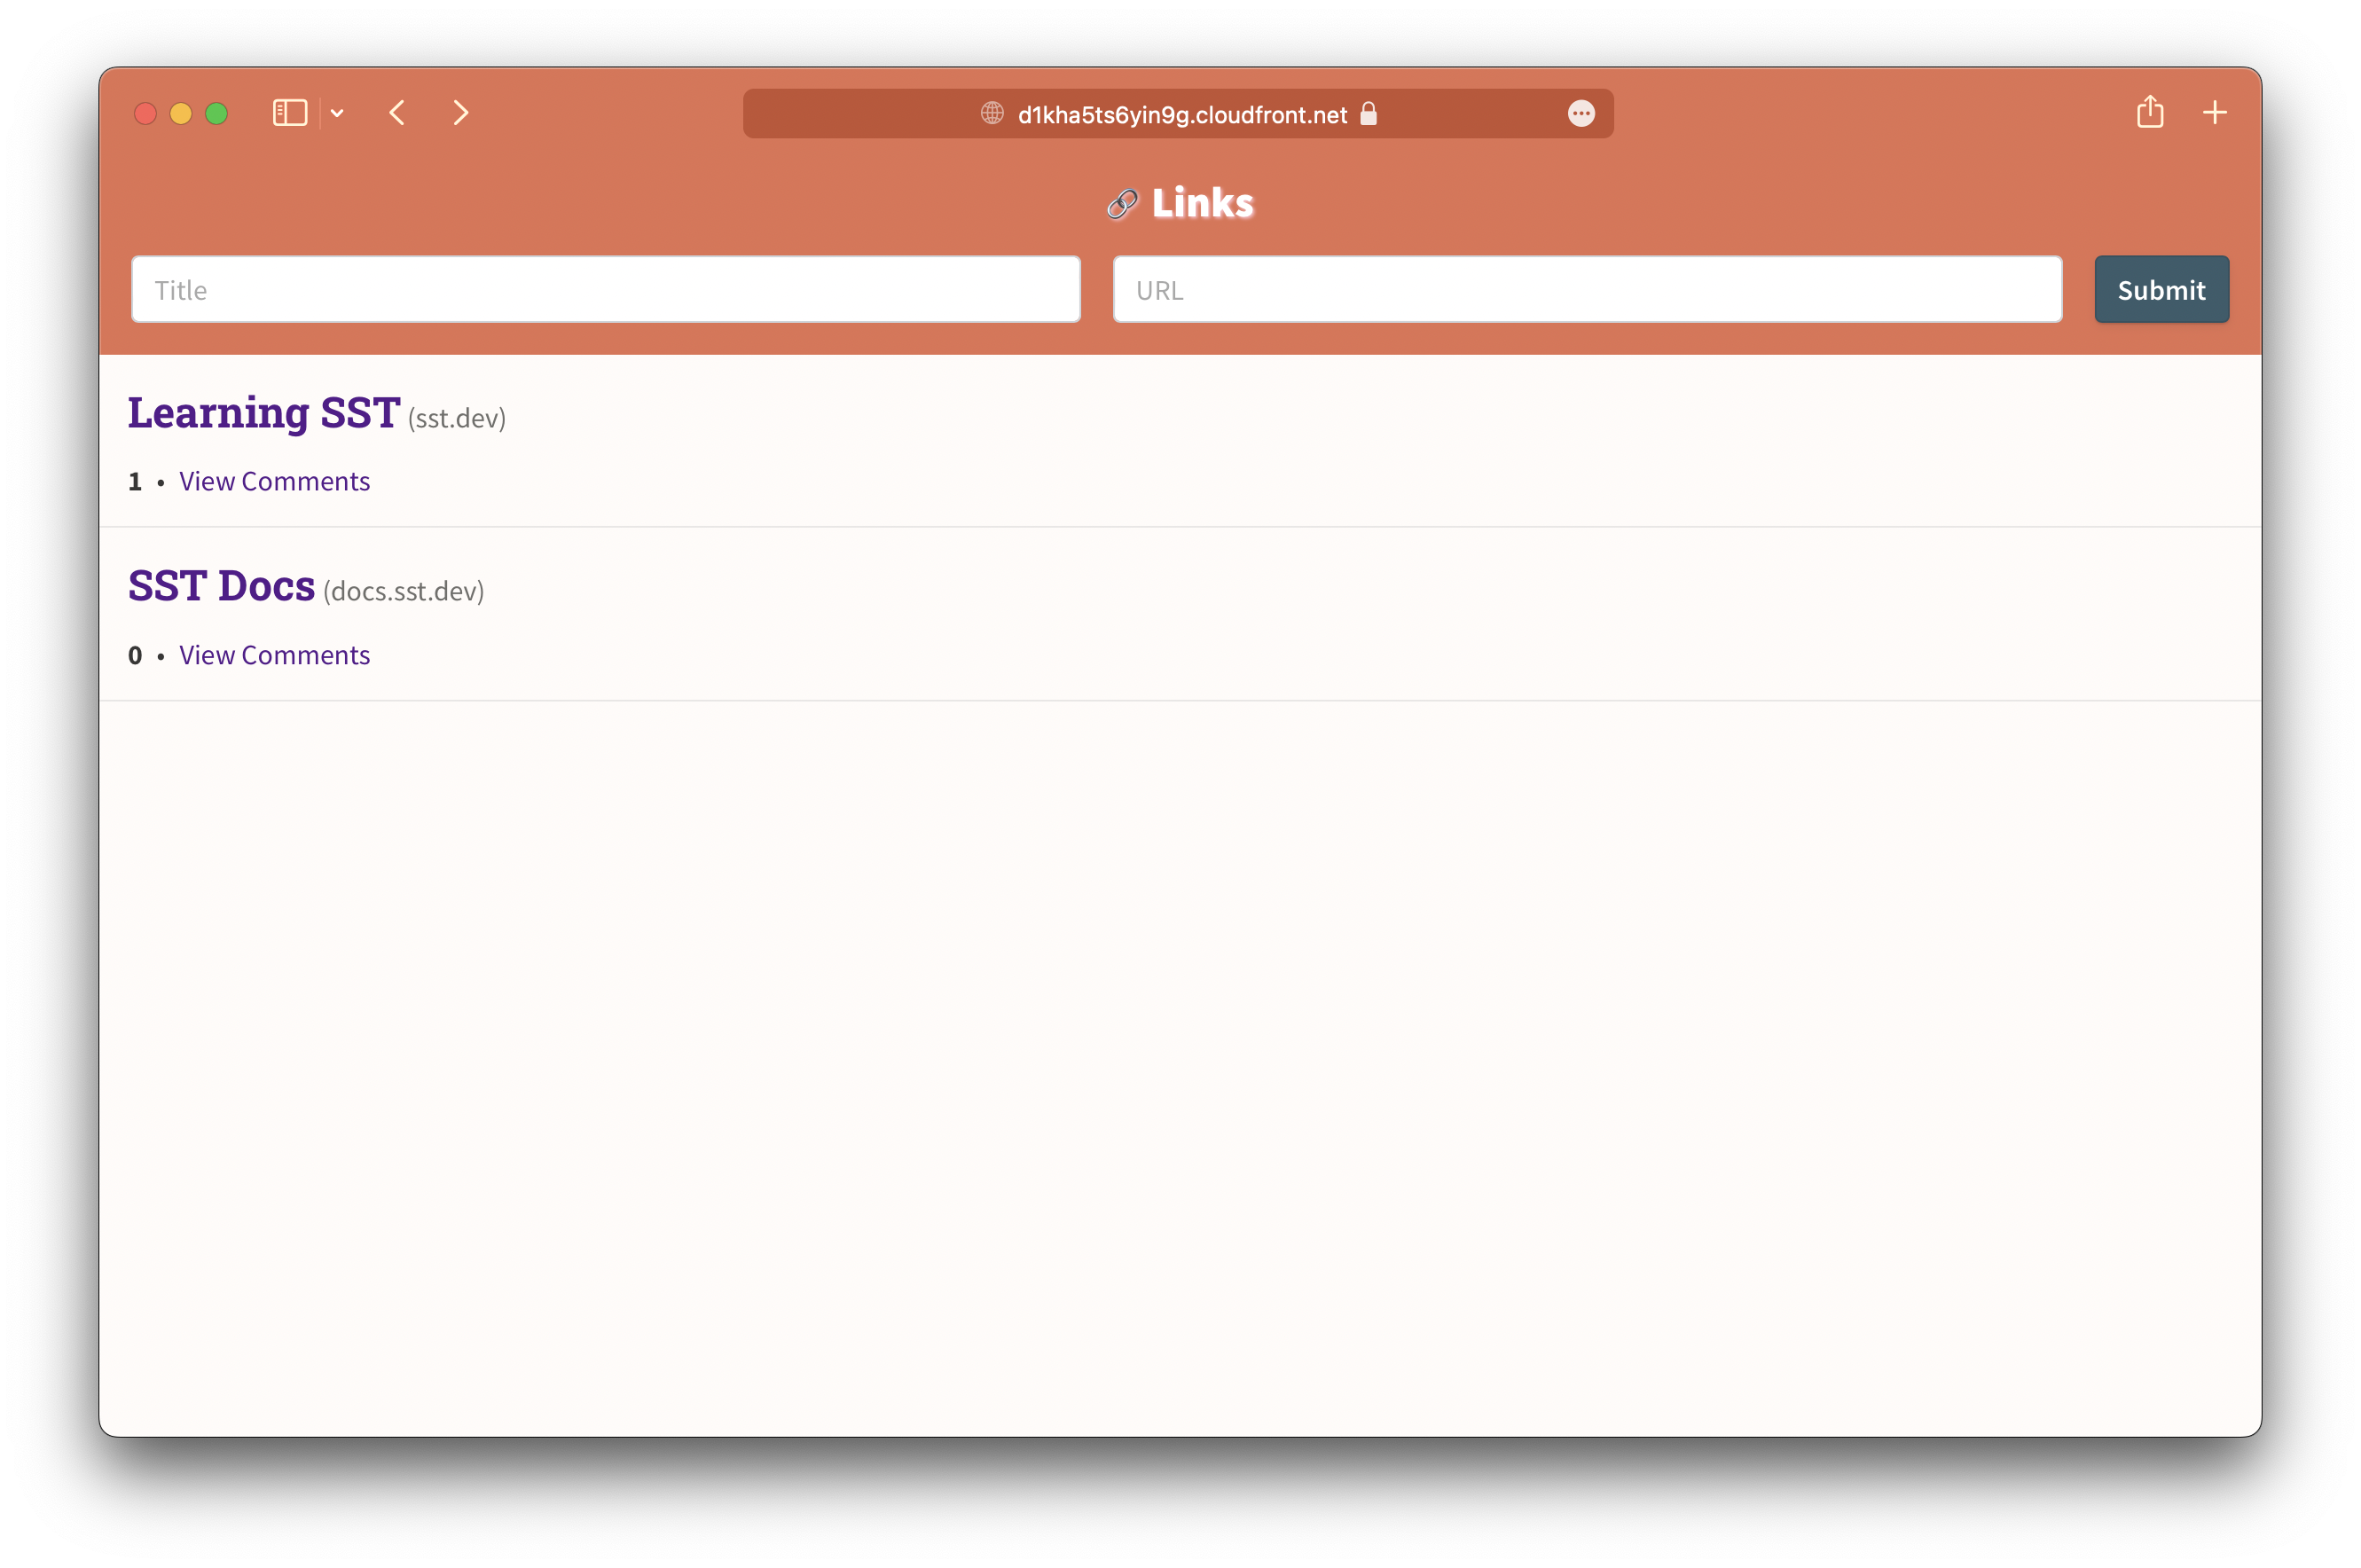 d1kha5ts6yin9g.cloudfront.net
Links
Title URL Submit
Learning SST (sst.dev)
1 • View Comments
SST Docs (docs.sst.dev)
0 • View Comments